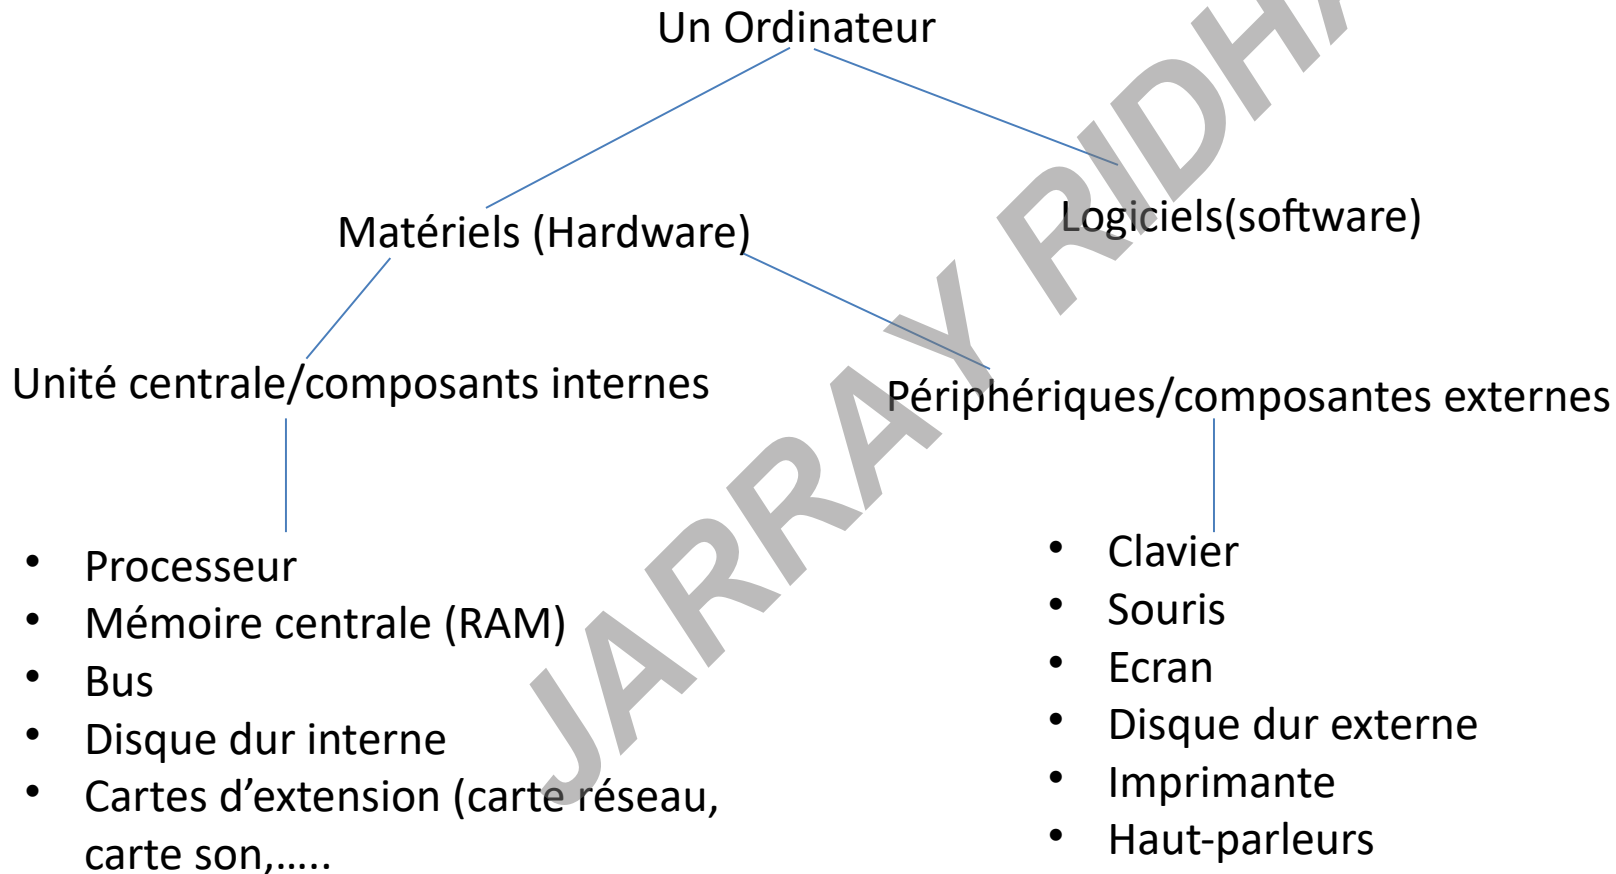 Un Ordinateur
Matériels (Hardware)
Logiciels(software)
Unité centrale/composants internes
Périphériques/composantes externes
• Processeur
• Mémoire centrale (RAM)
• Bus
• Disque dur interne
• Cartes d’extension (carte réseau,
carte son,.....
• Clavier
• Souris
• Ecran
• Disque dur externe
• Imprimante
• Haut-parleurs
JARRAY RIDHA